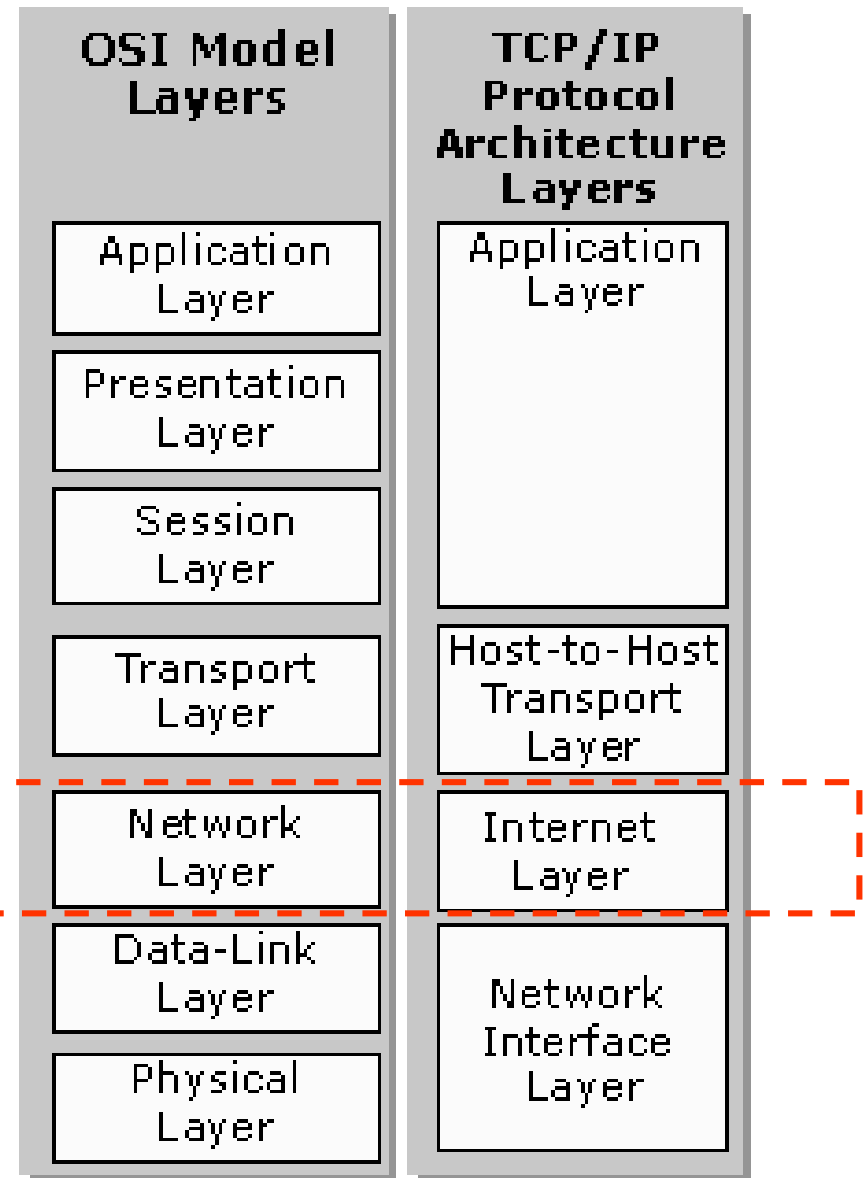 OSI Model
Layers
Application
Layer
Presentation
Layer
Session
Layer
Transport
Layer
Network
Layer
Data-Link
Layer
Physical
Layer
TCP/IP
Protocol
Architecture
Layers
Application
Layer
Host-to-Host
Transport
Layer
Internet
Layer
Network
Interface
Layer